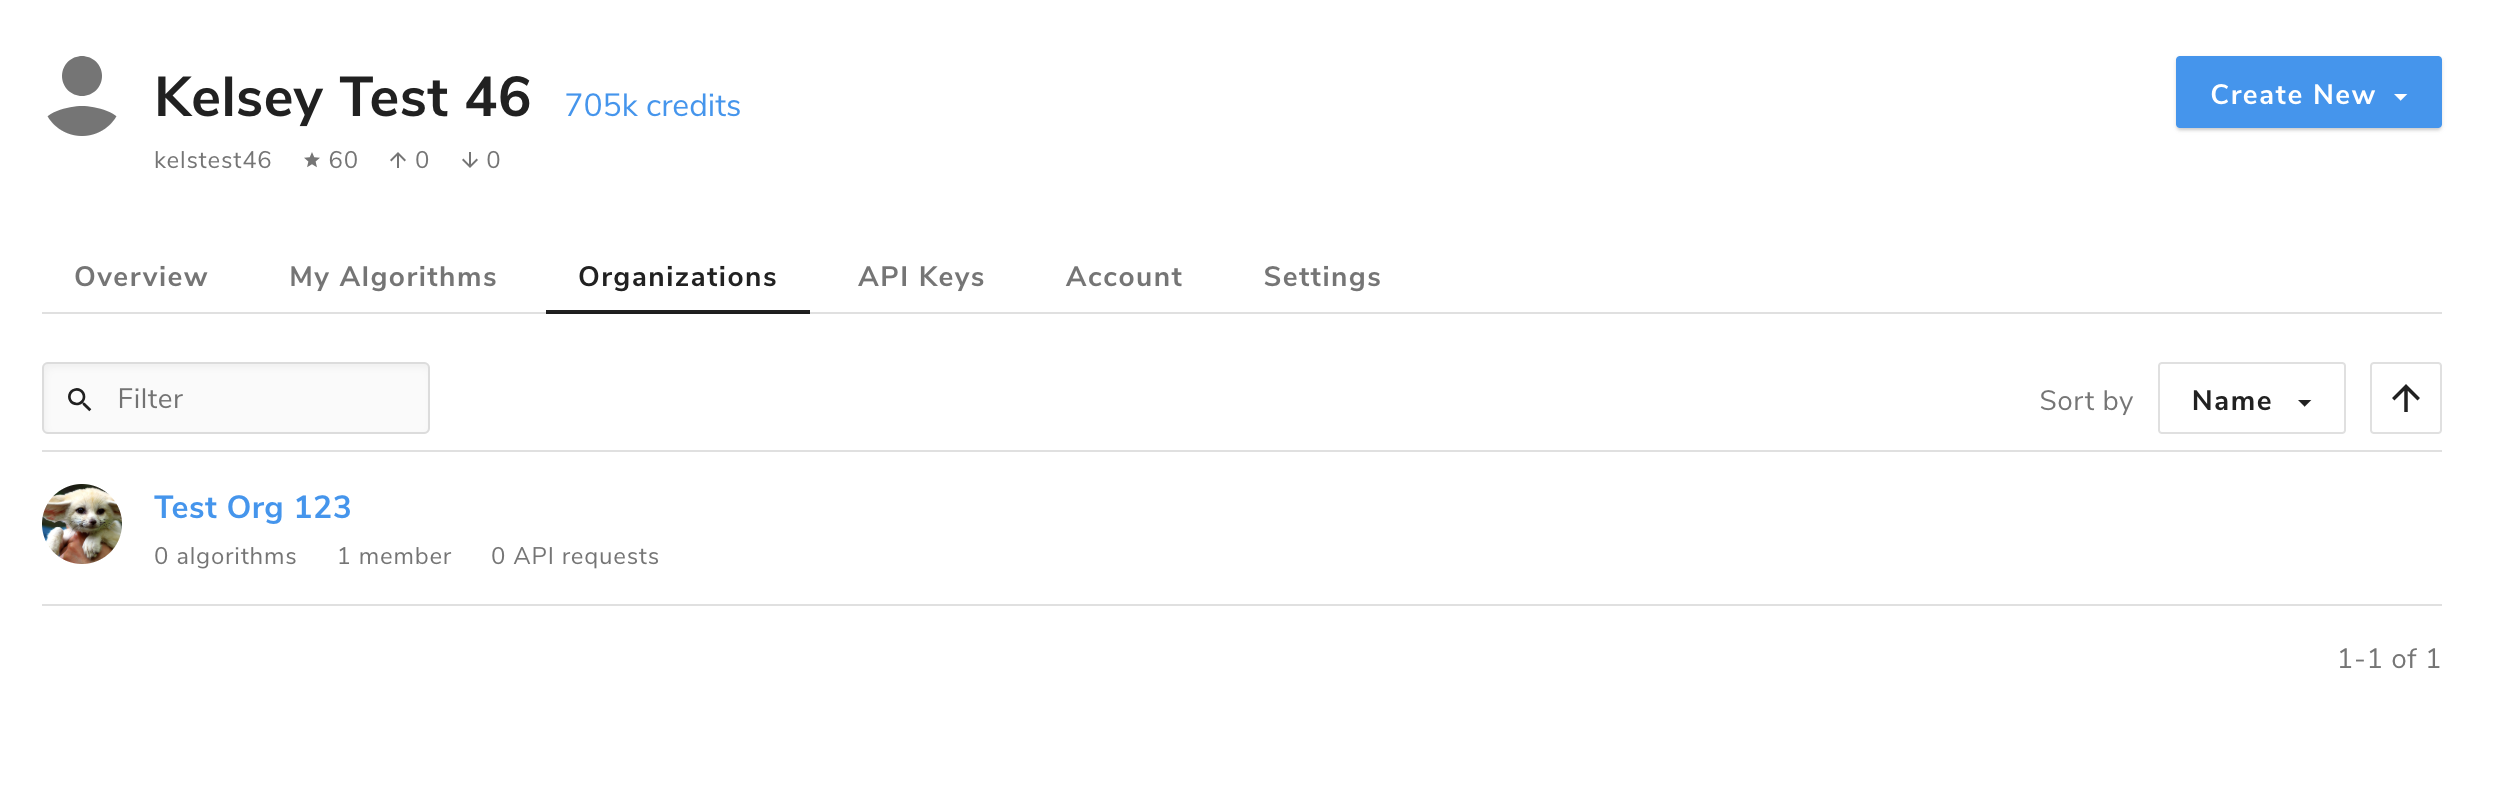 Kelsey Test 46 705k credits
Create New
kelstest46 60 0 0
Overview My Algorithms Organizations API Keys Account Settings
Filter
Sort by Name
Test Org 123
0 algorithms 1 member 0 API requests
1-1 of 1